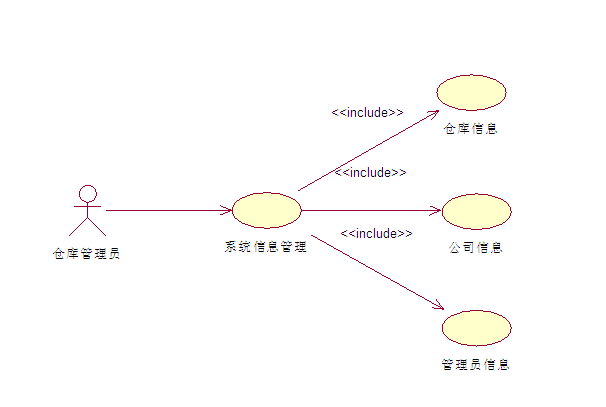 <<include>>
仓库信息
<<include>>
仓库管理员
系统信息管理
<<include>>
公司信息
管理员信息